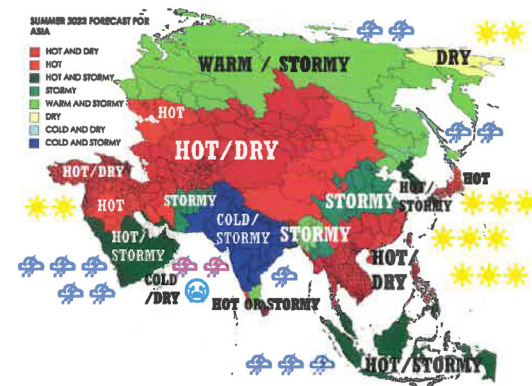 SUMMER 2022 FORECAST FOR
ASIA
HOT AND DRY
HOT
HOT AND STORMY
STORMY
WARM AND STORMY
DRY
COLD AND DRY
COLD AND STORMY
WARM / STORMY
DRY
HOT
HOT/DRY
HOT/DRY
HOT
HOT/
STORMY
HOT
STORMY
STORMY
COLD/
STORMY
STORMY
HOT/
STORMY
COLD
/DRY
HOT OR STORMY
HOT/
DRY
HOT/STORMY